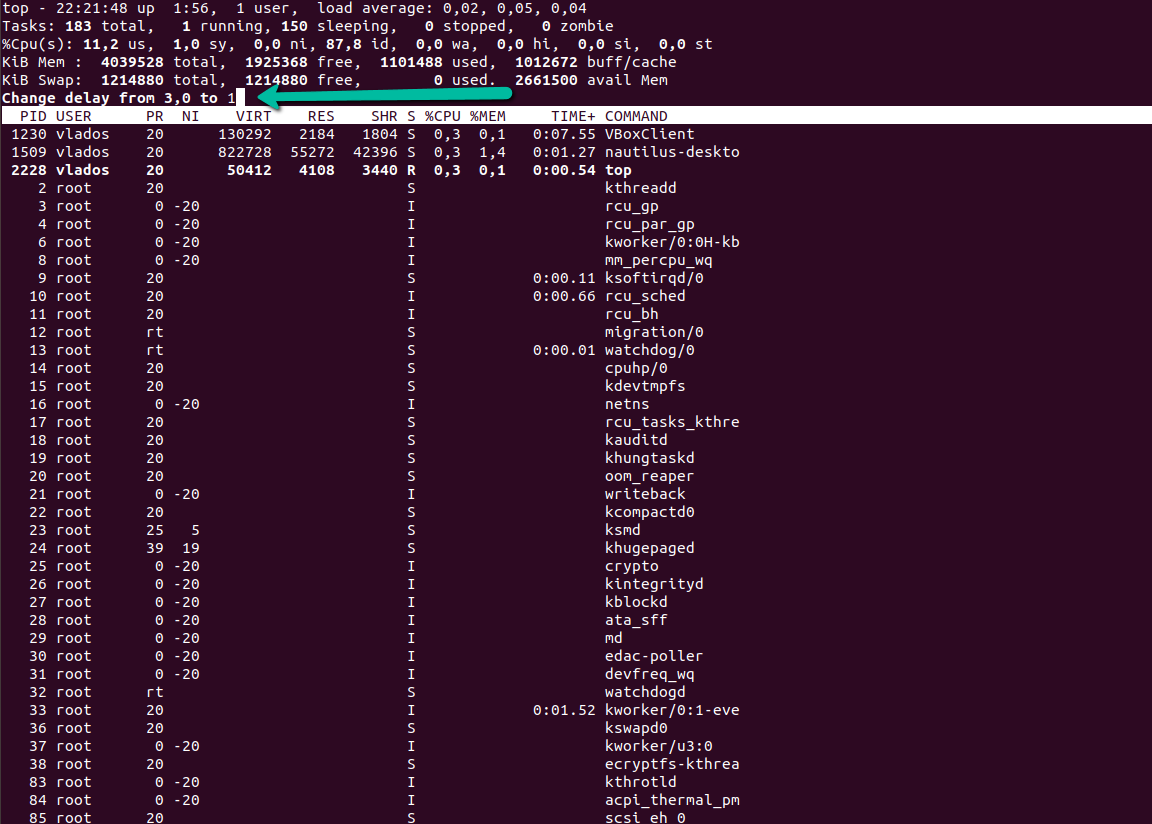 top - 22:21:48 up  1:56,  1 user,  load average: 0,02, 0,05, 0,04
Tasks: 183 total,   1 running, 150 sleeping,   0 stopped,   0 zombie
%Cpu(s): 11,2 us,  1,0 sy,  0,0 ni, 87,8 id,  0,0 wa,  0,0 hi,  0,0 si,  0,0 st
KiB Mem :  4039528 total,  1925368 free,  1101488 used,  1012672 buff/cache
KiB Swap:  1214880 total,  1214880 free,        0 used.  2661500 avail Mem
Change delay from 3,0 to 1
  PID USER      PR  NI    VIRT    RES    SHR S %CPU %MEM     TIME+ COMMAND
 1230 vlados    20      130292   2184   1804 S  0,3  0,1   0:07.55 VBoxClient
 1509 vlados    20      822728  55272  42396 S  0,3  1,4   0:01.27 nautilus-deskto
 2228 vlados    20       50412   4108   3440 R  0,3  0,1   0:00.54 top
    2 root      20                           S                     kthreadd
    3 root       0 -20                       I                     rcu_gp
    4 root       0 -20                       I                     rcu_par_gp
    6 root       0 -20                       I                     kworker/0:0H-kb
    8 root       0 -20                       I                     mm_percpu_wq
    9 root      20                           S             0:00.11 ksoftirqd/0
   10 root      20                           I             0:00.66 rcu_sched
   11 root      20                           I                     rcu_bh
   12 root      rt                           S                     migration/0
   13 root      rt                           S             0:00.01 watchdog/0
   14 root      20                           S                     cpuhp/0
   15 root      20                           S                     kdevtmpfs
   16 root       0 -20                       I                     netns
   17 root      20                           S                     rcu_tasks_kthre
   18 root      20                           S                     kauditd
   19 root      20                           S                     khungtaskd
   20 root      20                           S                     oom_reaper
   21 root       0 -20                       I                     writeback
   22 root      20                           S                     kcompactd0
   23 root      25   5                       S                     ksmd
   24 root      39  19                       S                     khugepaged
   25 root       0 -20                       I                     crypto
   26 root       0 -20                       I                     kintegrityd
   27 root       0 -20                       I                     kblockd
   28 root       0 -20                       I                     ata_sff
   29 root       0 -20                       I                     md
   30 root       0 -20                       I                     edac-poller
   31 root       0 -20                       I                     devfreq_wq
   32 root      rt                           S                     watchdogd
   33 root      20                           I             0:01.52 kworker/0:1-eve
   36 root      20                           S                     kswapd0
   37 root       0 -20                       I                     kworker/u3:0
   38 root      20                           S                     ecryptfs-kthrea
   83 root       0 -20                       I                     kthrotld
   84 root       0 -20                       I                     acpi_thermal_pm
   85 root      20                           S                     scsi_eh_0